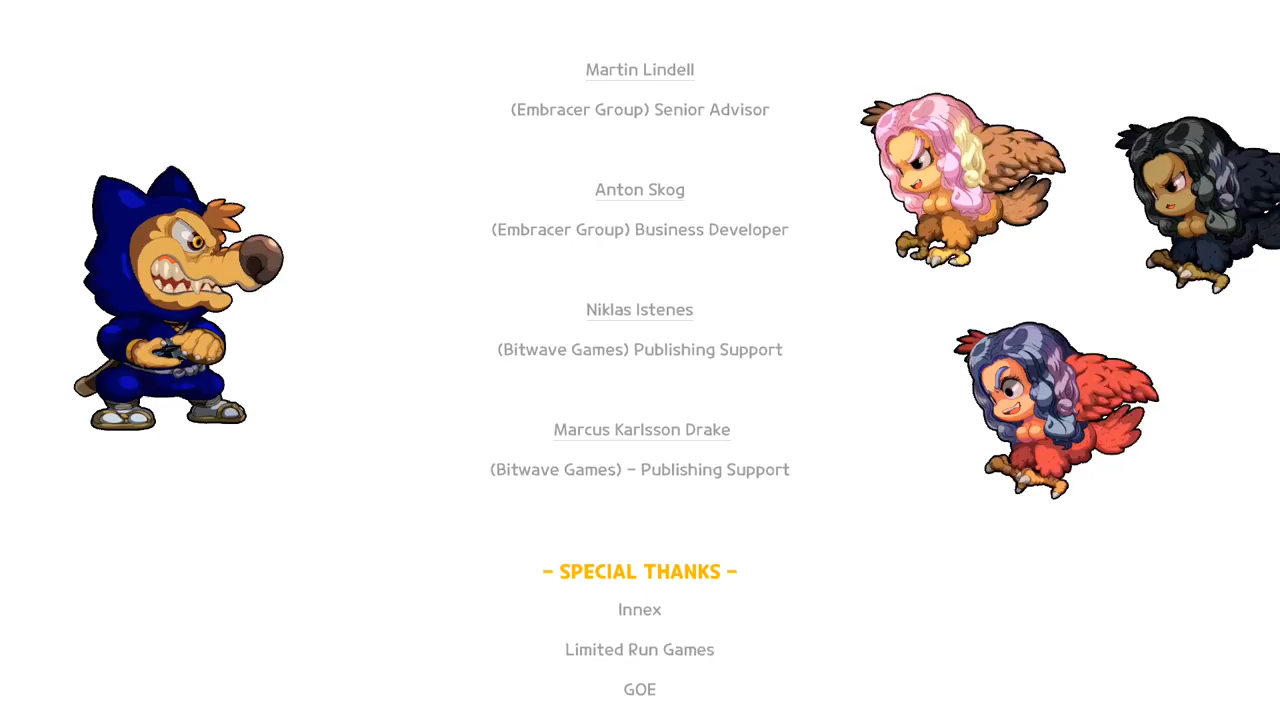 Martin Lindell
(Embracer Group) Senior Advisor
Anton Skog
(Embracer Group) Business Developer
Niklas Istenes
(Bitwave Games) Publishing Support
Marcus Karlsson Drake
(Bitwave Games) – Publishing Support
– SPECIAL THANKS –
Innex
Limited Run Games
GOE